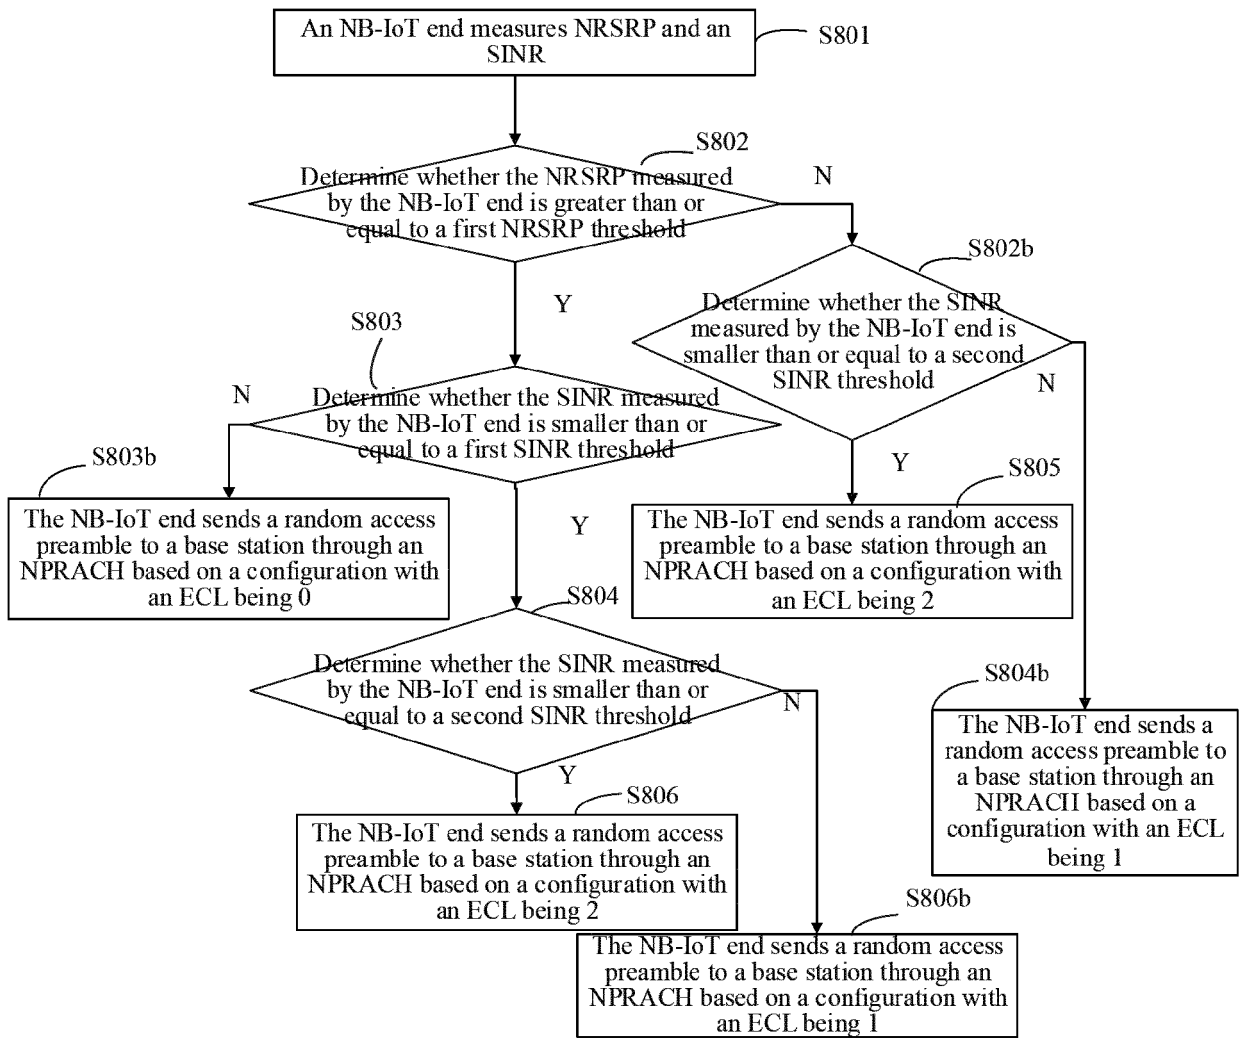 An NB-IoT end measures NRSRP and an
SINR
S801
S802
Determine whether the NRSRP measured
by the NB-IoT end is greater than or
equal to a first NRSRP threshold
N
Y
S802b
Determine whether the SINR
measured by the NB-IoT end is
smaller than or equal to a second
SINR threshold
N
Y
S803
Determine whether the SINR measured
by the NB-IoT end is smaller than or
equal to a first SINR threshold
N
Y
S803b
The NB-IoT end sends a random access
preamble to a base station through an
NPRACH based on a configuration with
an ECL being 0
S805
The NB-IoT end sends a random access
preamble to a base station through an
NPRACH based on a configuration with
an ECL being 2
S804
Determine whether the SINR measured
by the NB-IoT end is smaller than or
equal to a second SINR threshold
N
Y
S804b
The NB-IoT end sends a
random access preamble to
a base station through an
NPRACH based on a
configuration with an ECL
being 1
S806
The NB-IoT end sends a random access
preamble to a base station through an
NPRACH based on a configuration with
an ECL being 2
S806b
The NB-IoT end sends a random access
preamble to a base station through an
NPRACH based on a configuration with
an ECL being 1